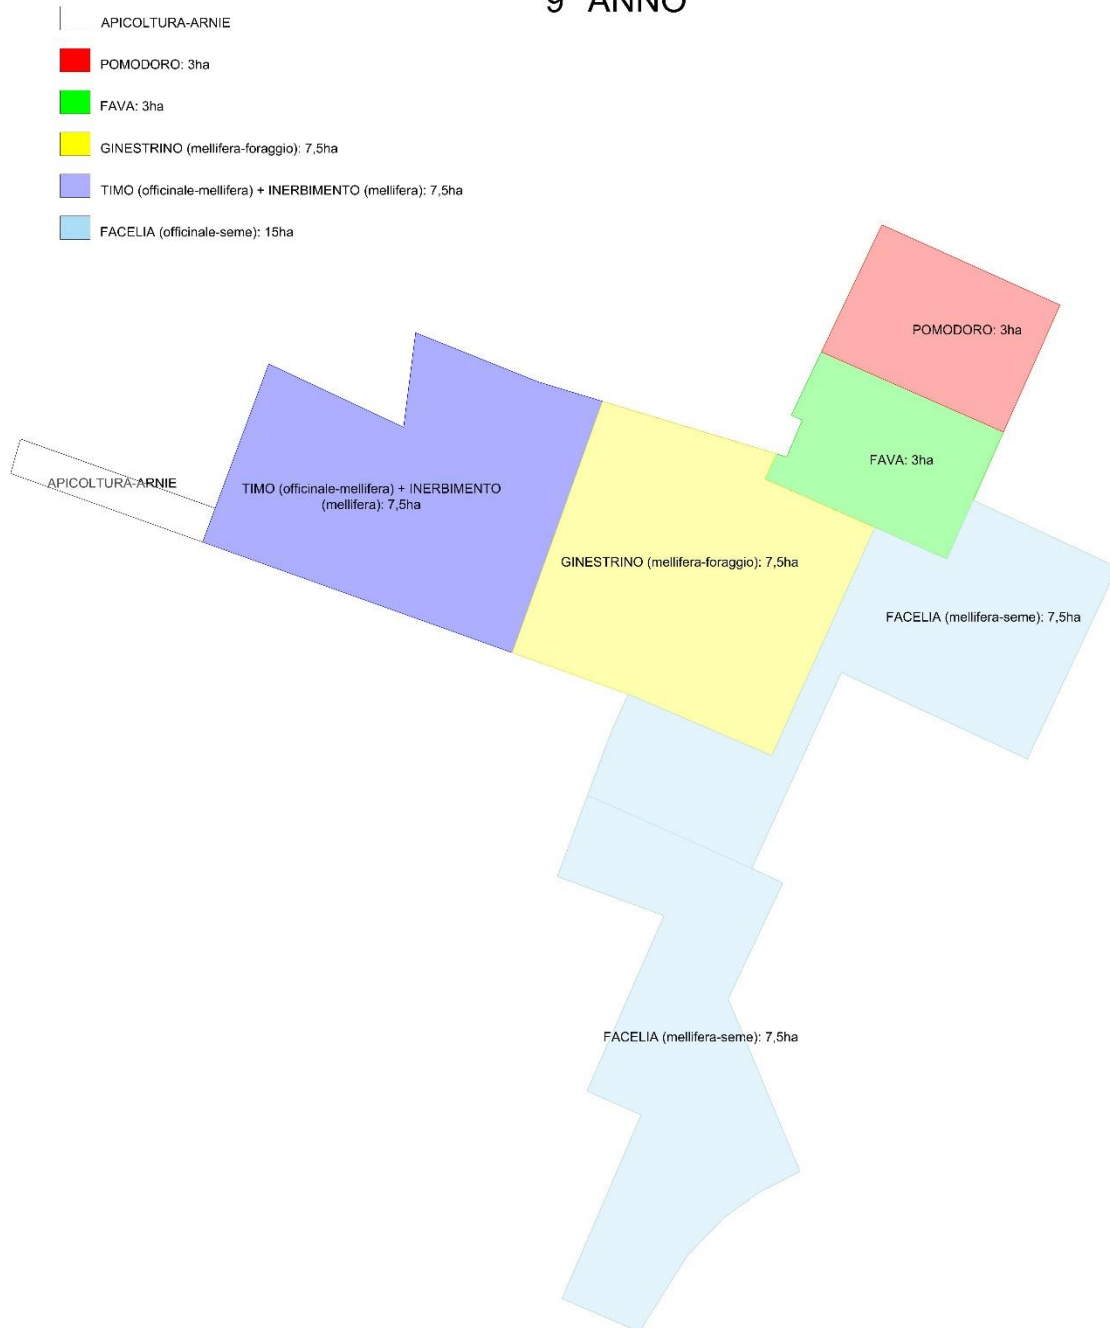 9° ANNO
APICOLTURA-ARNIE
POMODORO: 3ha
FAVA: 3ha
GINESTRINO (mellifera-foraggio): 7,5ha
TIMO (officinale-mellifera) + INERBIMENTO (mellifera): 7,5ha
FACELIA (officinale-seme): 15ha
POMODORO: 3ha
FAVA: 3ha
APICOLTURA-ARNIE
TIMO (officinale-mellifera) + INERBIMENTO
(mellifera): 7,5ha
GINESTRINO (mellifera-foraggio): 7,5ha
FACELIA (mellifera-seme): 7,5ha
FACELIA (mellifera-seme): 7,5ha